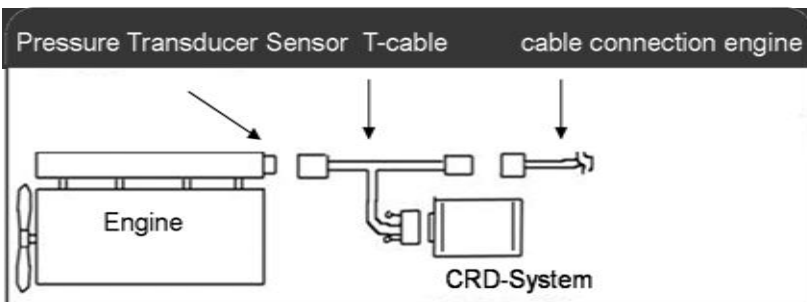 Pressure Transducer Sensor T-cable cable connection engine
Engine
CRD-System